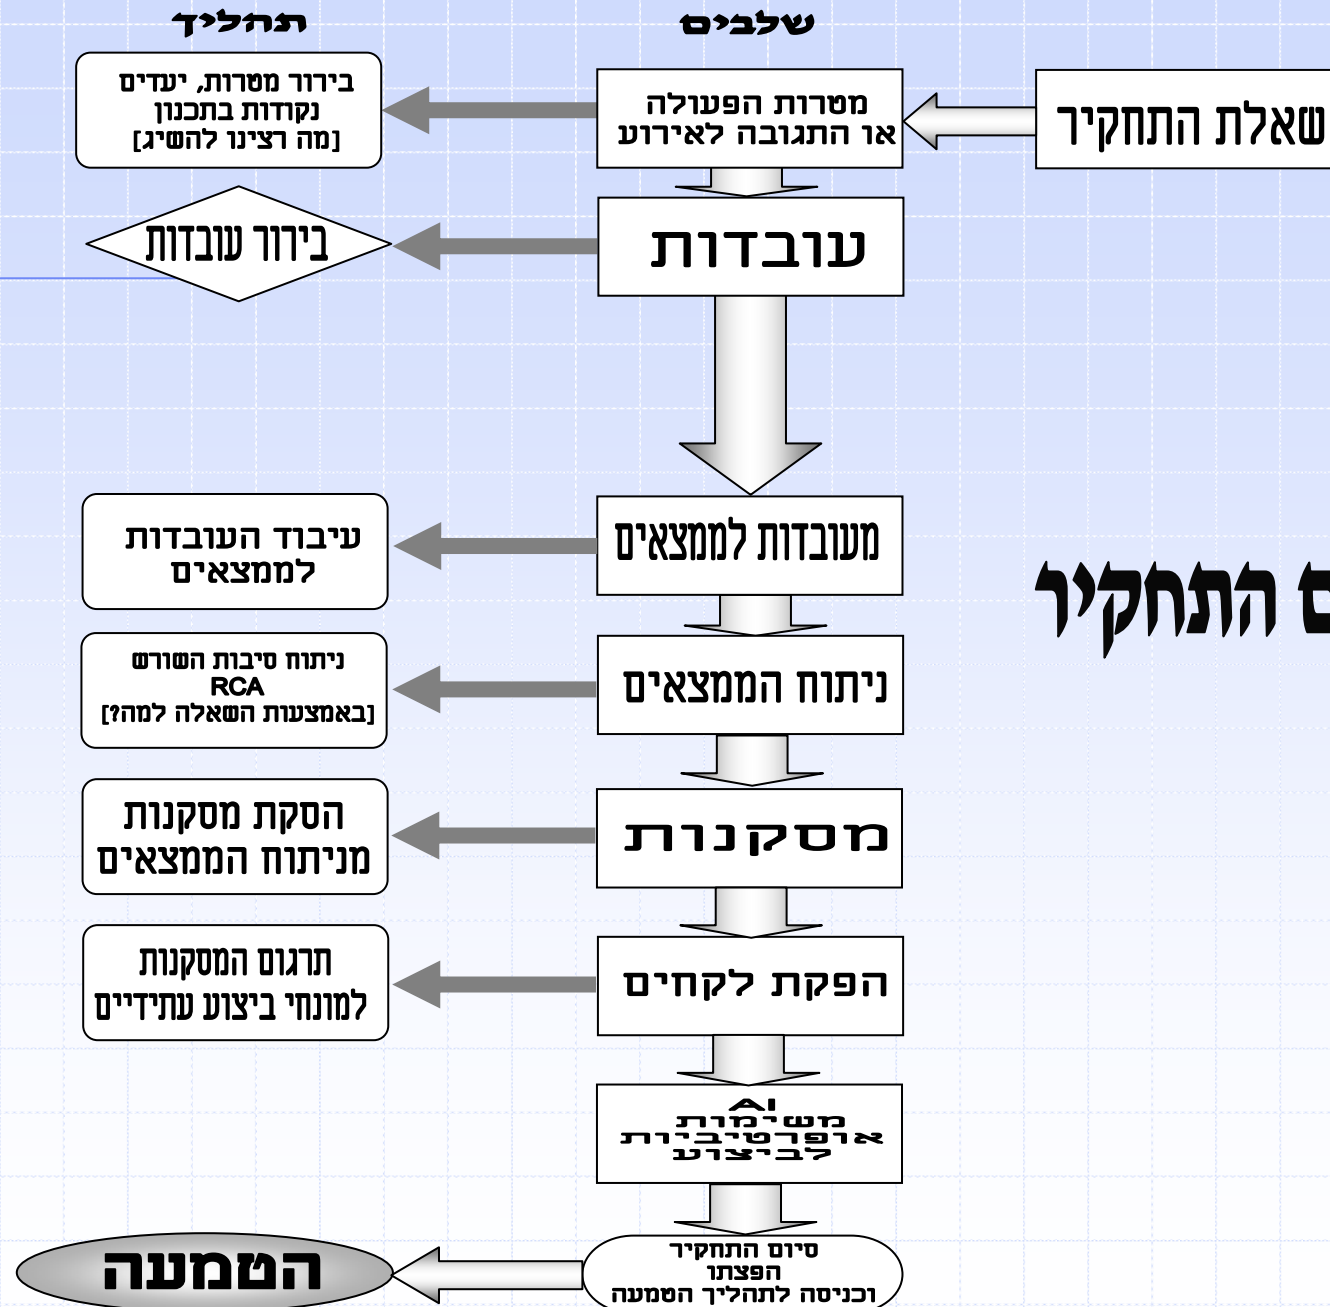 שלבים
תהליך
שאלת התחקיר
מטרות הפעולה
או התגובה לאירוע
בירור מטרות, יעדים
נקודות בתכנון
[מה רצינו להשיג]
עובדות
בירור עובדות
מעובדות לממצאים
עיבוד העובדות
לממצאים
התחקיר
ניתוח הממצאים
ניתוח סיבות השורש
RCA
[באמצעות השאלה למה?]
מסקנות
הסקת מסקנות
מניתוח הממצאים
הפקת לקחים
תרגום המסקנות
למונחי ביצוע עתידיים
AI
משימות
אופרטיביות
לביצוע
סיום התחקיר
הפצתו
וכניסה לתהליך הטמעה
הטמעה